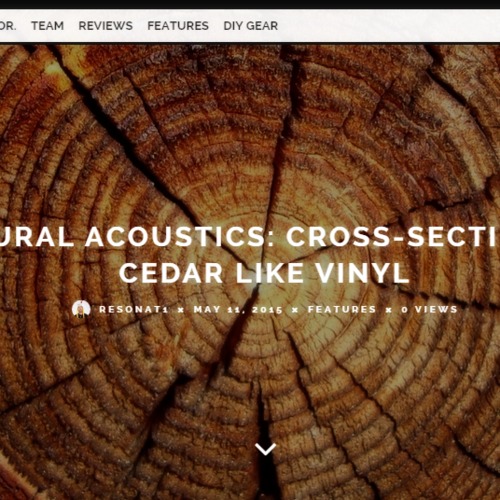 OR. TEAM REVIEWS FEATURES DIY GEAR
URAL ACOUSTICS: CROSS-SECTI
CEDAR LIKE VINYL
RESONAT1 × MAY 11, 2015 × FEATURES × 0 VIEWS